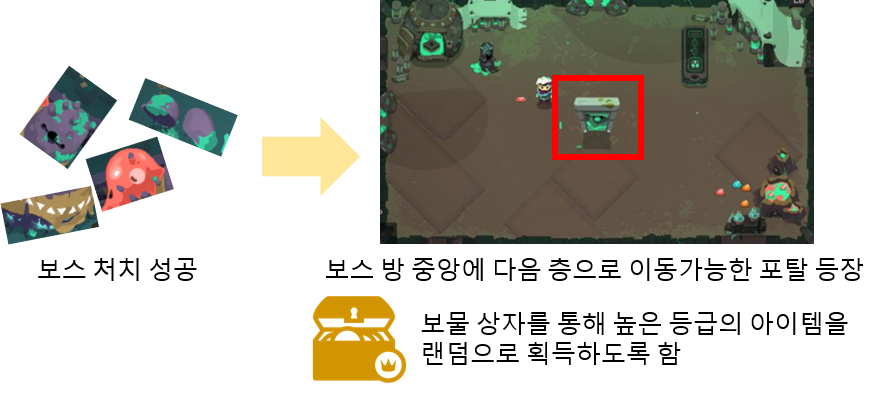 보스 처치 성공
보스 방 중앙에 다음 층으로 이동가능한 포탈 등장
보물 상자를 통해 높은 등급의 아이템을
랜덤으로 획득하도록 함